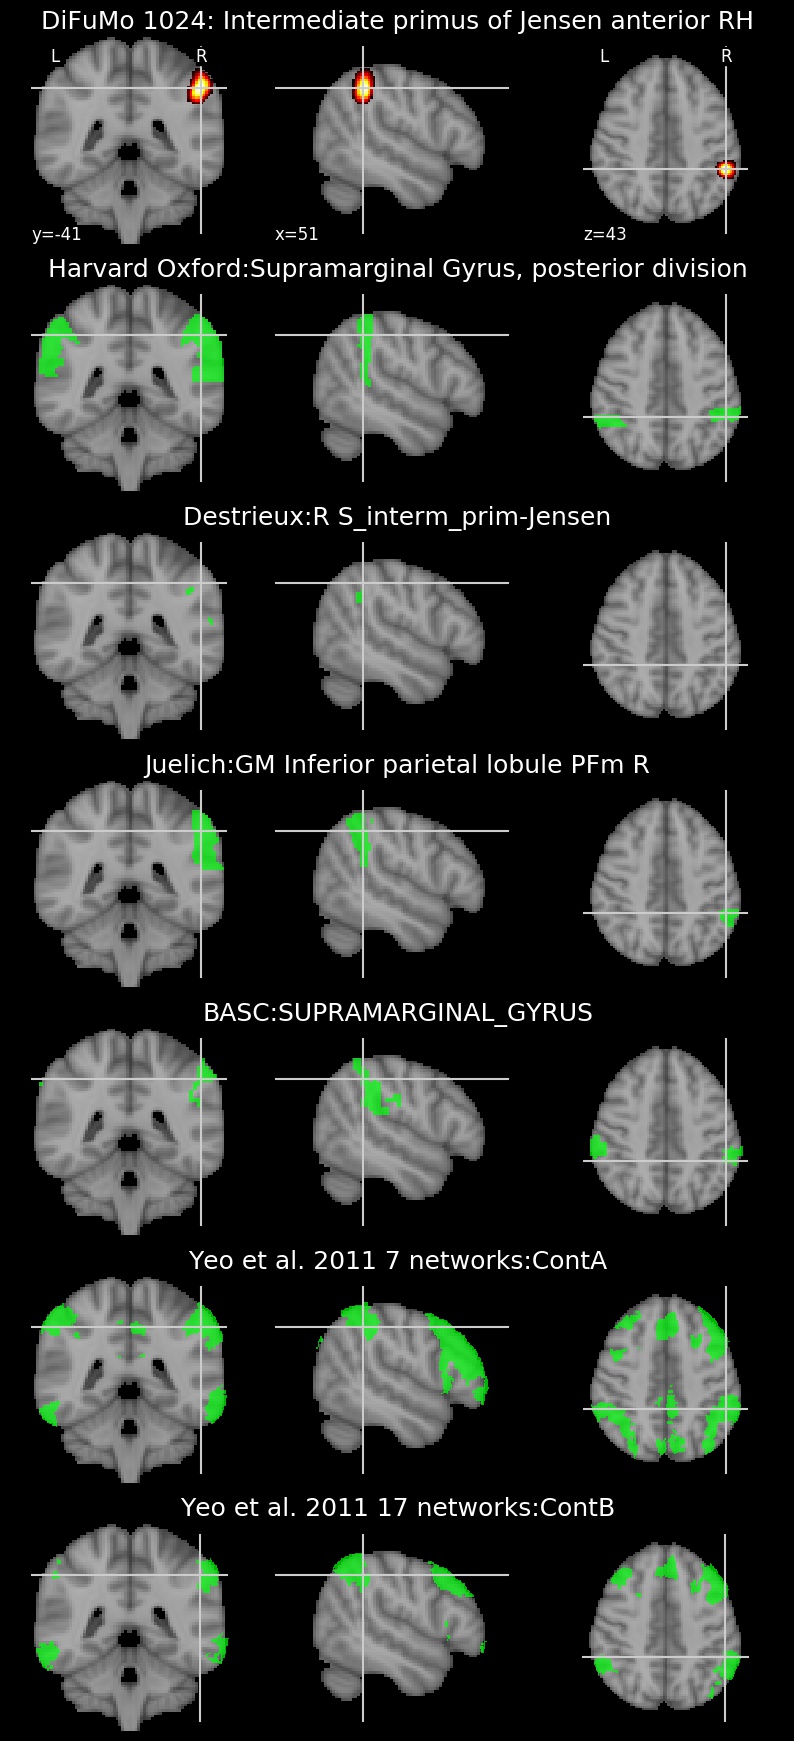 DiFuMo 1024: Intermediate primus of Jensen anterior RH
L R L R
y=-41 x=51 z=43
Harvard Oxford:Supramarginal Gyrus, posterior division
Destrieux:R S_interm_prim-Jensen
Juelich:GM Inferior parietal lobule PFm R
BASC:SUPRAMARGINAL_GYRUS
Yeo et al. 2011 7 networks:ContA
Yeo et al. 2011 17 networks:ContB